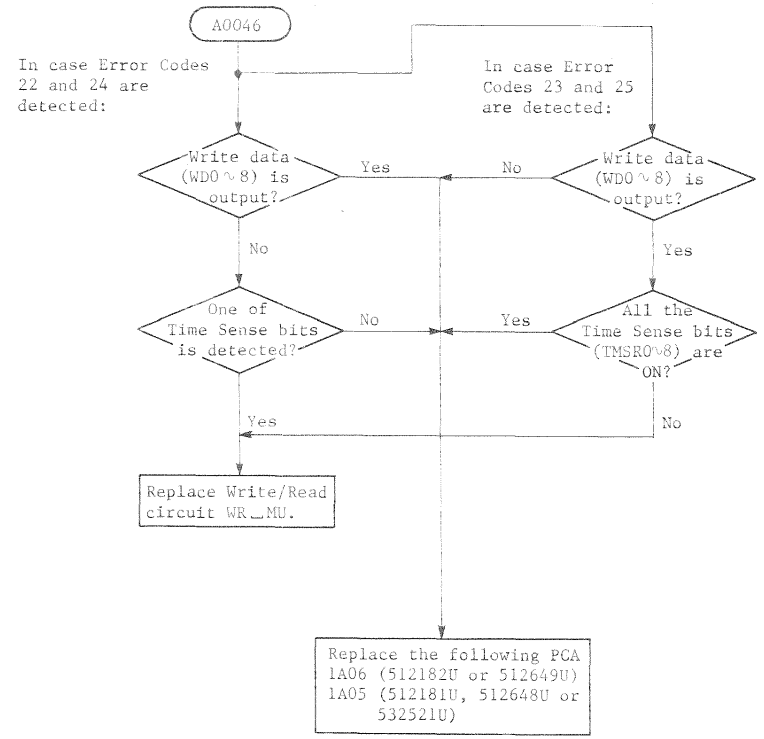 A0046
In case Error Codes
22 and 24 are
detected:
In case Error
Codes 23 and 25
are detected:
Write data
(WD0∿8) is
output?
Yes
No
Write data
(WD0∿8) is
output?
No
Yes
One of
Time Sense bits
is detected?
No
Yes
All the
Time Sense bits
(TMSR0∿8) are
ON?
Yes
No
Replace Write/Read
circuit WR⎵MU.
Replace the following PCA
1A06 (512182U or 512649U)
1A05 (512181U, 512648U or
532521U)